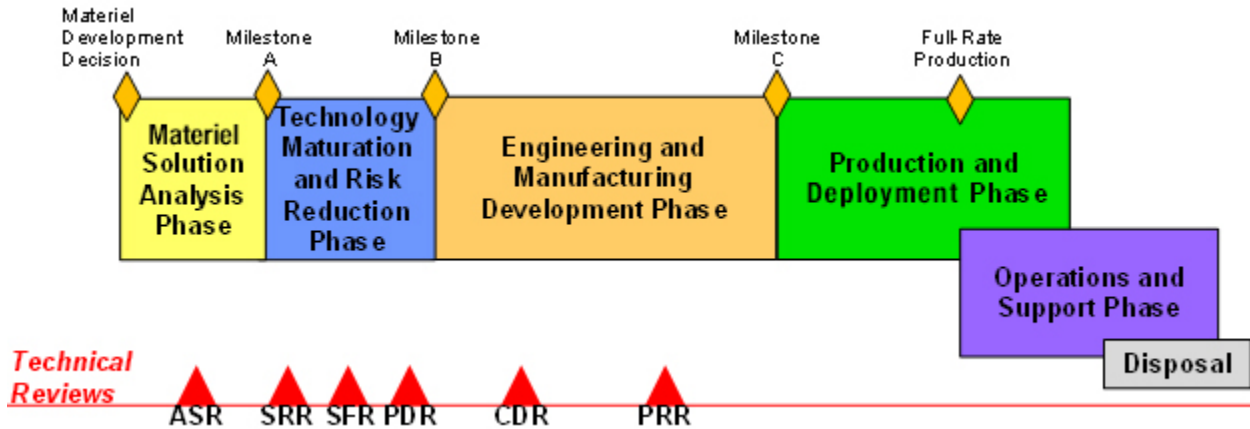 Materiel
Development
Decision
Milestone
A
Milestone
B
Milestone
C
Full-Rate
Production
Materiel
Solution
Analysis
Phase
Technology
Maturation
and Risk
Reduction
Phase
Engineering and
Manufacturing
Development Phase
Production and
Deployment Phase
Operations and
Support Phase
Disposal
Technical
Reviews
ASR
SRR
SFR
PDR
CDR
PRR